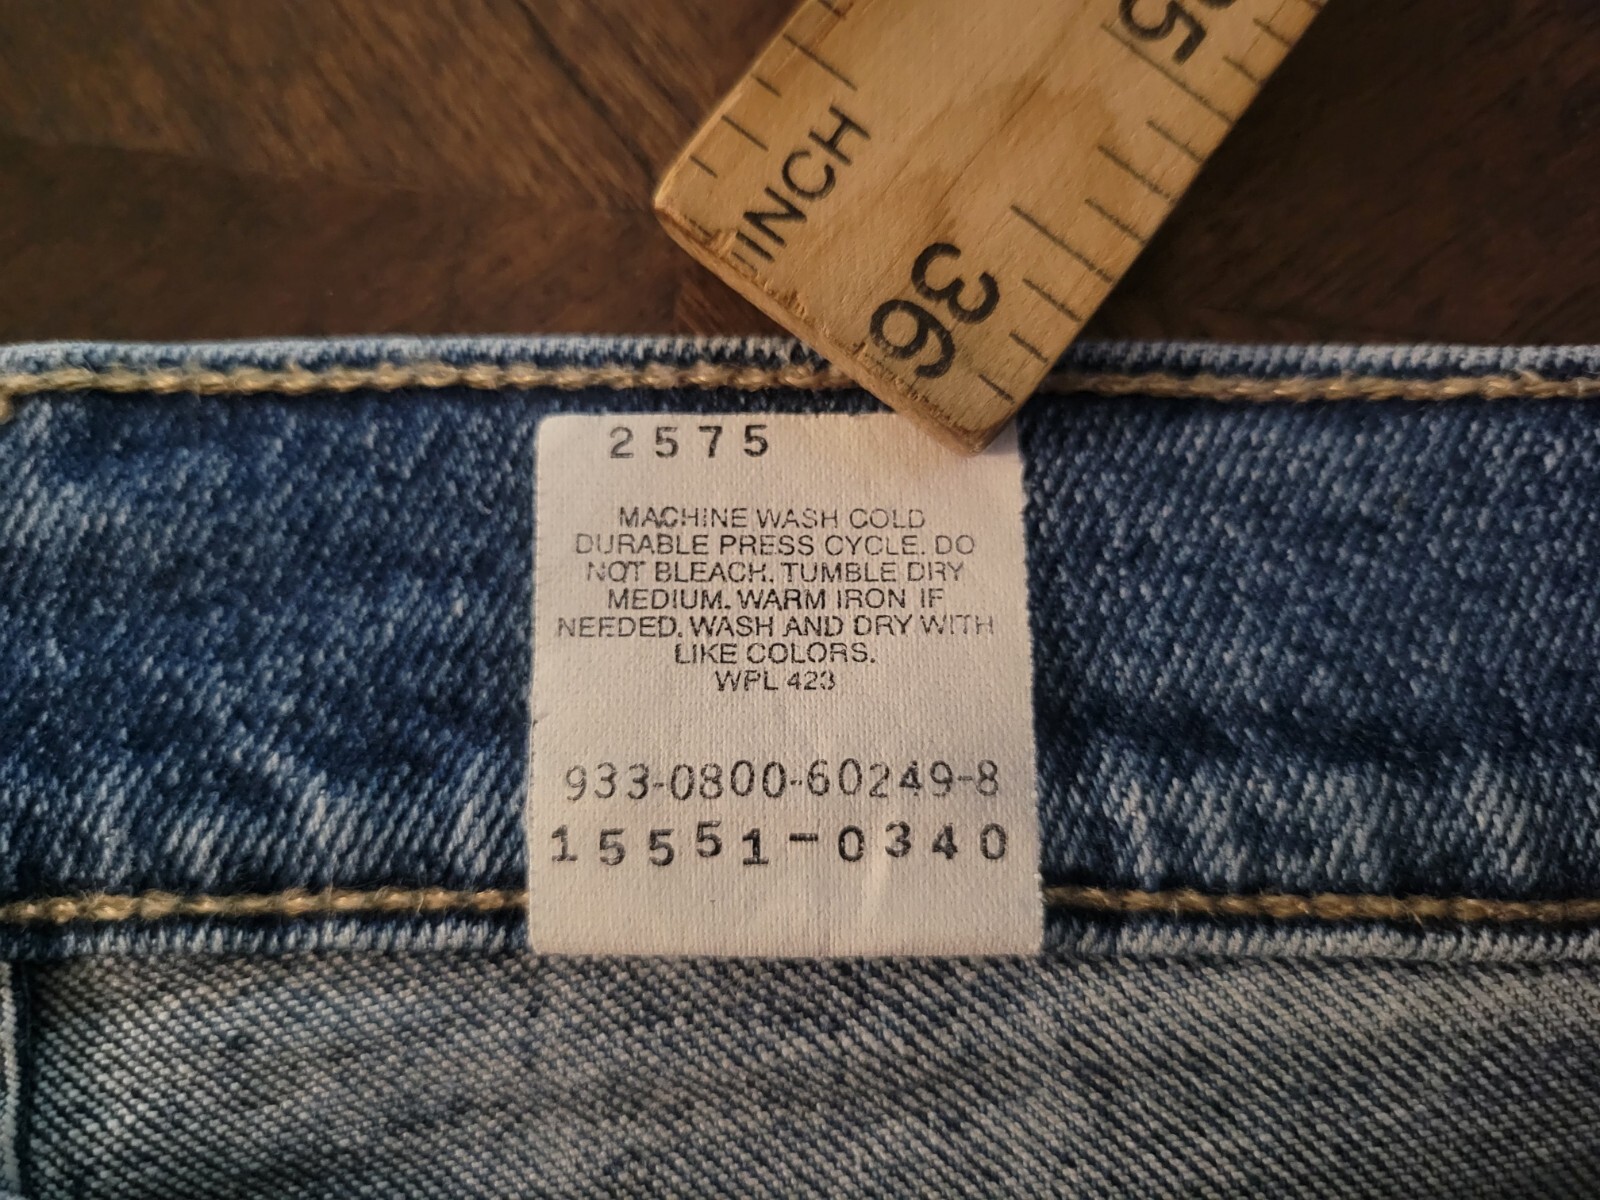 35
INCH
36
2575
MACHINE WASH COLD
DURABLE PRESS CYCLE. DO
NOT BLEACH. TUMBLE DRY
MEDIUM. WARM IRON IF
NEEDED. WASH AND DRY WITH
LIKE COLORS.
WPL 423
933-0800-60249-8
15551-0340